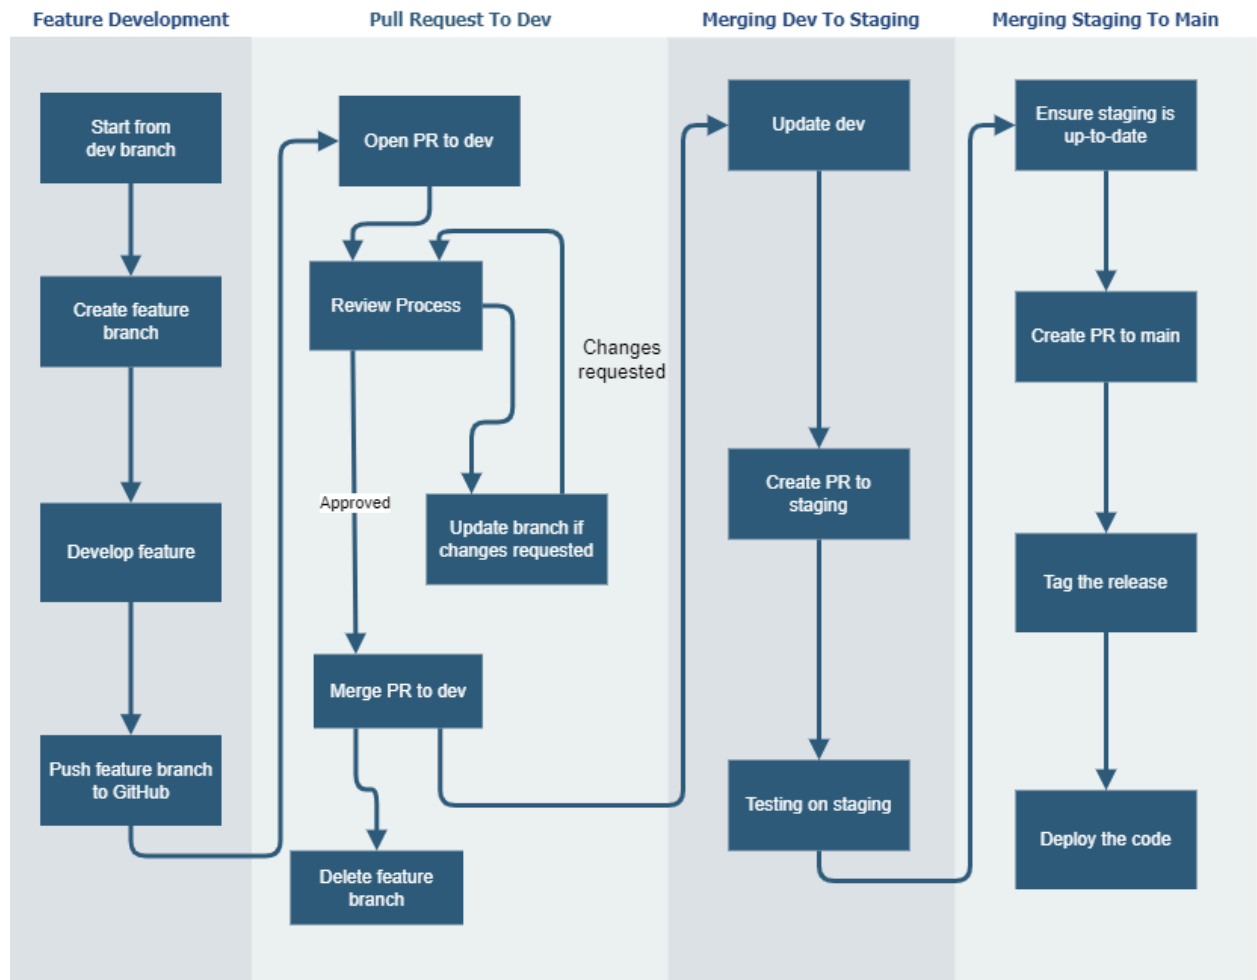 Feature Development
Pull Request To Dev
Merging Dev To Staging
Merging Staging To Main
Start from
dev branch
Create feature
branch
Develop feature
Push feature branch
to GitHub
Open PR to dev
Review Process
Changes
requested
Approved
Update branch if
changes requested
Merge PR to dev
Delete feature
branch
Update dev
Create PR to
staging
Testing on staging
Ensure staging is
up-to-date
Create PR to main
Tag the release
Deploy the code